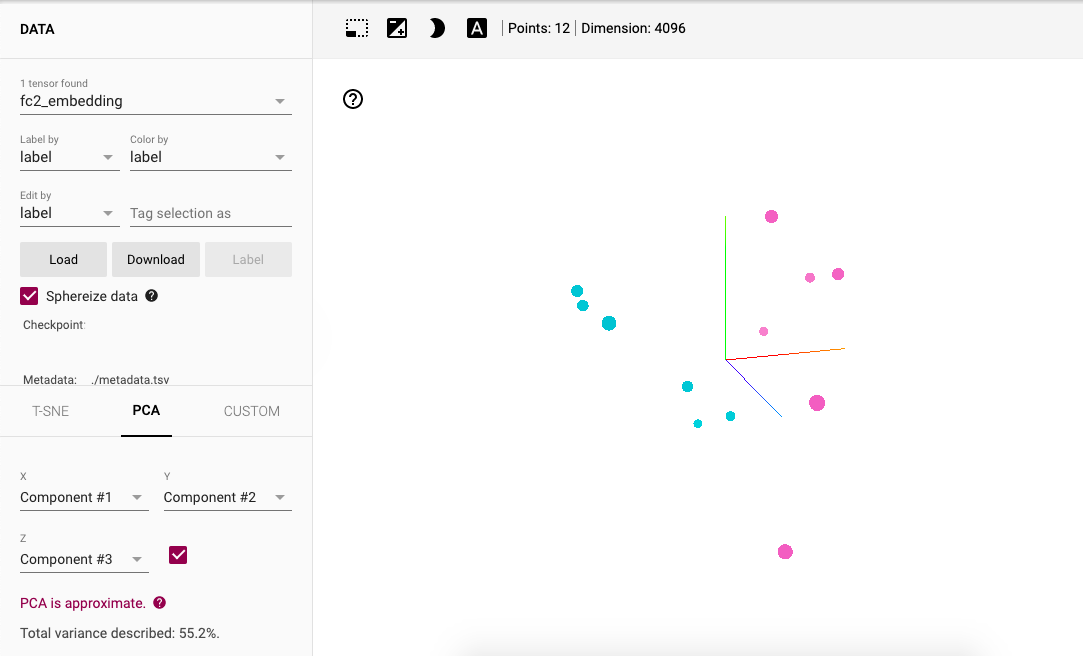 DATA
A Points: 12 Dimension: 4096
1 tensor found
fc2_embedding
Label by Color by
label label
Edit by
label Tag selection as
Load Download Label
Sphereize data ?
Checkpoint:
Metadata: ./metadata.tsv
T-SNE PCA CUSTOM
X Y
Component #1 Component #2
Z
Component #3
PCA is approximate. ?
Total variance described: 55.2%.
?